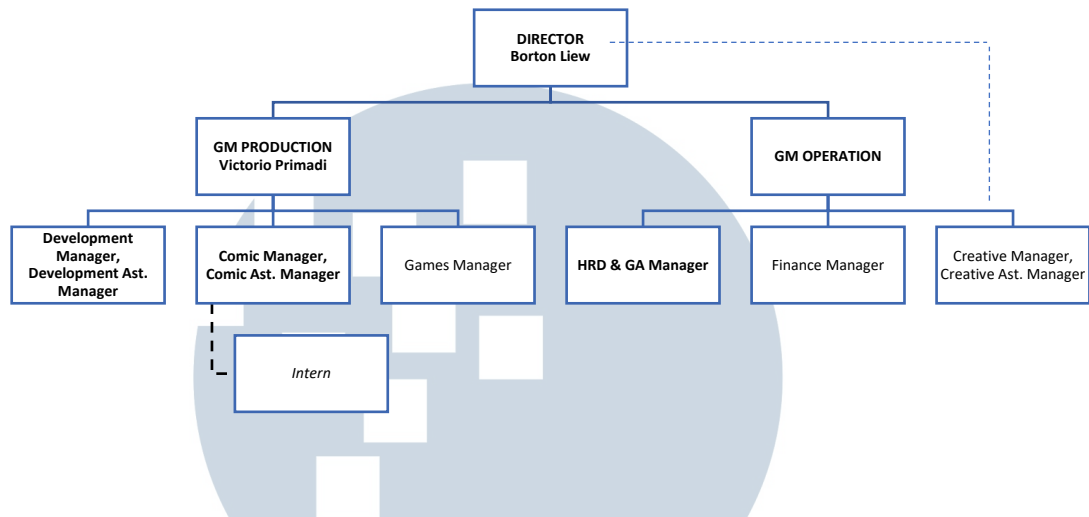 DIRECTOR
Borton Liew
GM PRODUCTION
Victorio Primadi
GM OPERATION
Development
Manager,
Development Ast.
Manager
Comic Manager,
Comic Ast. Manager
Games Manager
HRD & GA Manager
Finance Manager
Creative Manager,
Creative Ast. Manager
Intern